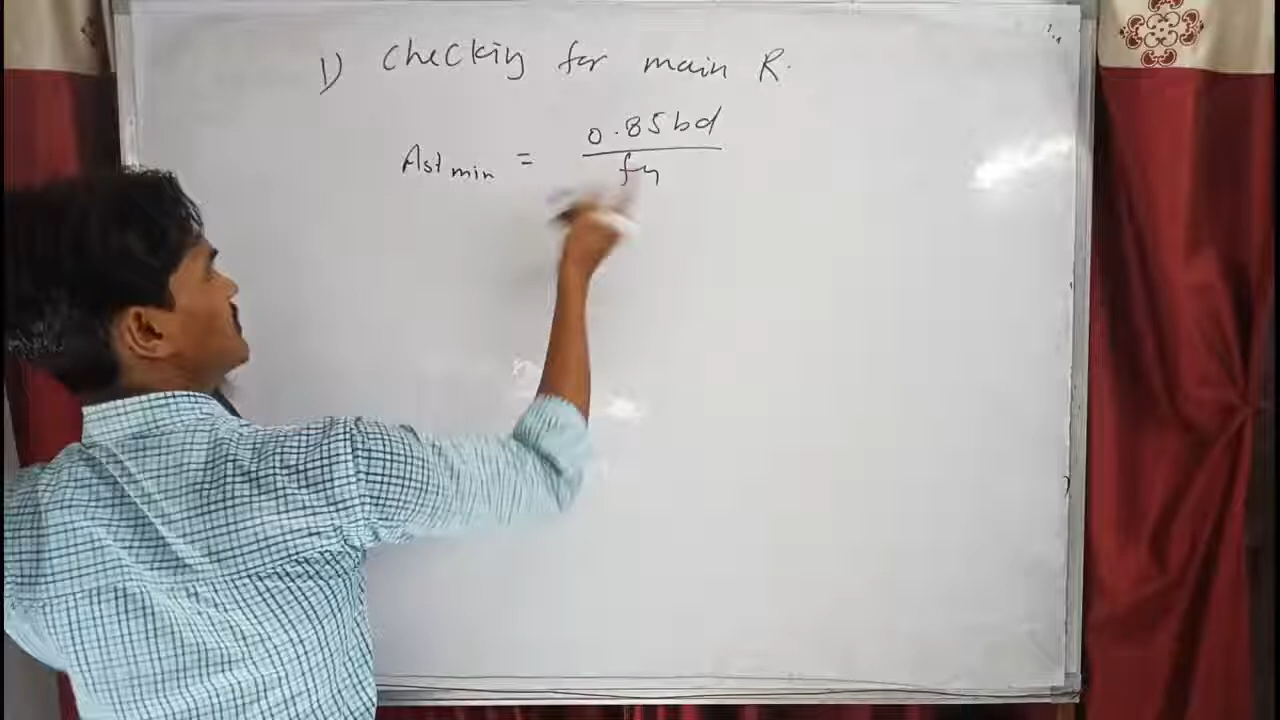 1) Checking for main R.
Ast min = 0.85bd
fy